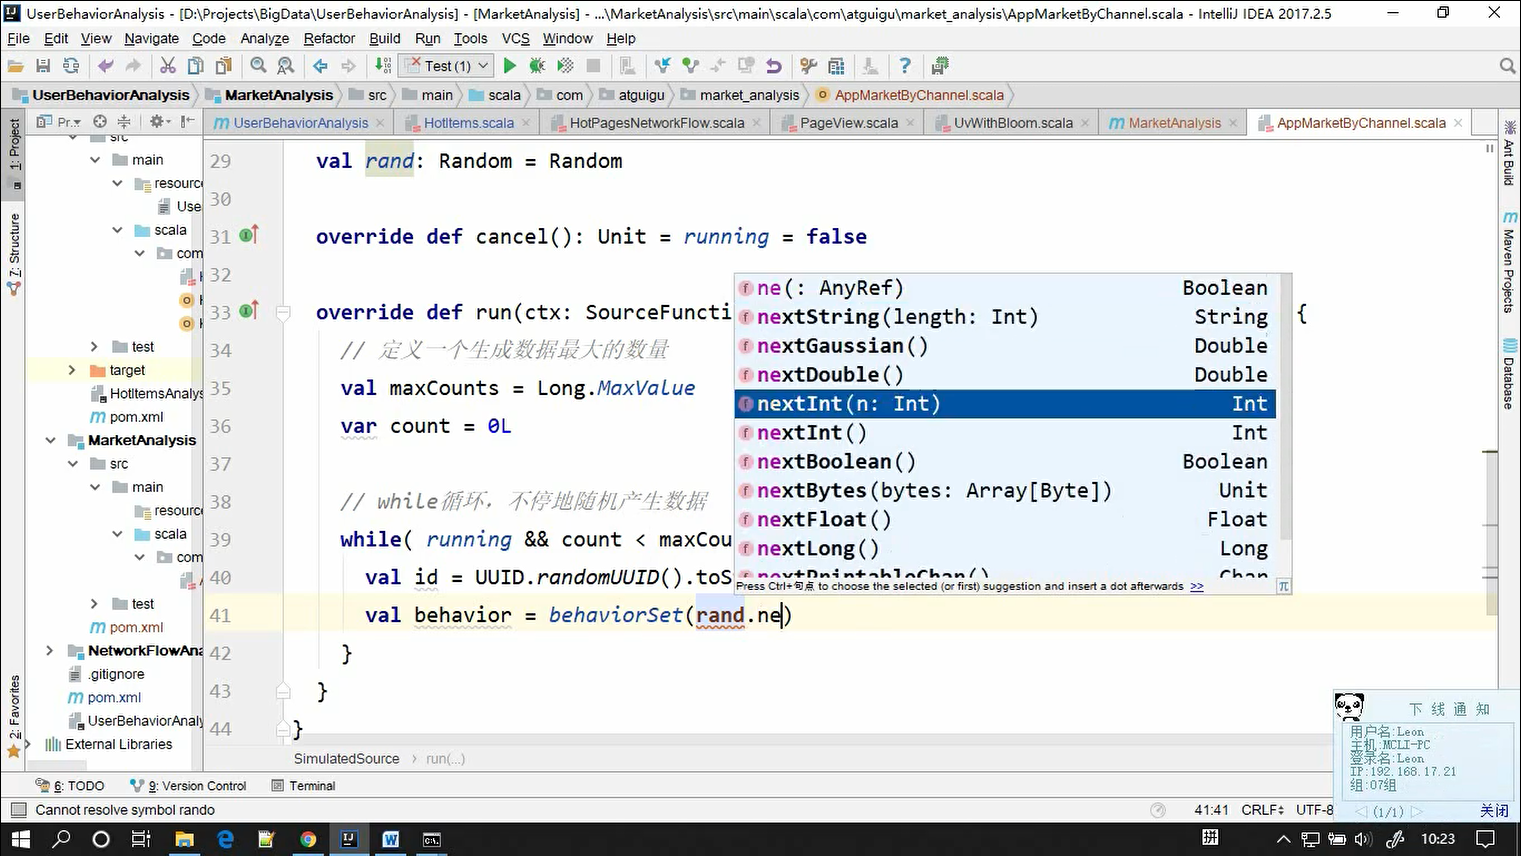 UserBehaviorAnalysis - [D:\Projects\BigData\UserBehaviorAnalysis] - [MarketAnalysis] - ...\MarketAnalysis\src\main\scala\com\atguigu\market_analysis\AppMarketByChannel.scala - IntelliJ IDEA 2017.2.5
File Edit View Navigate Code Analyze Refactor Build Run Tools VCS Window Help
Test (1)
UserBehaviorAnalysis MarketAnalysis src main scala com atguigu market_analysis AppMarketByChannel.scala
Pr... UserBehaviorAnalysis HotItems.scala HotPagesNetworkFlow.scala PageView.scala UvWithBloom.scala MarketAnalysis AppMarketByChannel.scala
1: Project
7: Structure
2: Favorites
src
main
resourc
Use
scala
com
test
target
HotItemsAnalys
pom.xml
MarketAnalysis
src
main
resourc
scala
com
test
pom.xml
NetworkFlowAna
.gitignore
pom.xml
UserBehaviorAnaly
External Libraries
29 val rand: Random = Random
30
31 override def cancel(): Unit = running = false
32
33 override def run(ctx: SourceFuncti {
34 // 定义一个生成数据最大的数量
35 val maxCounts = Long.MaxValue
36 var count = 0L
37
38 // while循环，不停地随机产生数据
39 while( running && count < maxCou
40 val id = UUID.randomUUID().toS
41 val behavior = behaviorSet(rand.ne)
42 }
43 }
44 }
ne(: AnyRef) Boolean
nextString(length: Int) String
nextGaussian() Double
nextDouble() Double
nextInt(n: Int) Int
nextInt() Int
nextBoolean() Boolean
nextBytes(bytes: Array[Byte]) Unit
nextFloat() Float
nextLong() Long
nextPrintableChar() Char
Press Ctrl+句点 to choose the selected (or first) suggestion and insert a dot afterwards >> π
Ant Build
Maven Projects
Database
SimulatedSource run(...)
6: TODO 9: Version Control Terminal
Cannot resolve symbol rando 41:41 CRLF UTF-8
下线通知
用户名:Leon
主机:MCLI-PC
登录名:Leon
IP:192.168.17.21
组:07组
(1/1) 关闭
拼 10:23